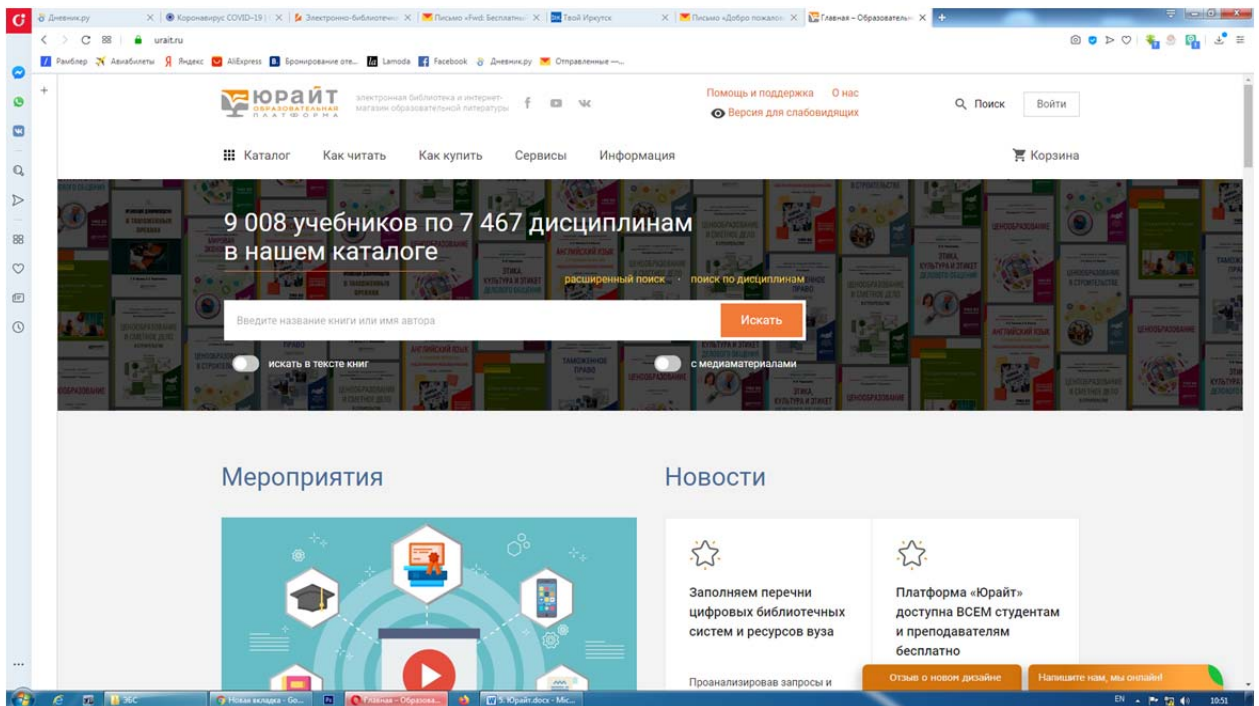 Дневник.ру
Коронавирус COVID-19
Электронно-библиотечн
Письмо «Fwd: Бесплатны
Твой Иркутск
Письмо «Добро пожалов
Главная – Образователь
urait.ru
Рамблер Авиабилеты Яндекс AliExpress Бронирование оте... Lamoda Facebook Дневник.ру Отправленные —...
юрайт
ОБРАЗОВАТЕЛЬНАЯ
ПЛАТФОРМА
электронная библиотека и интернет-
магазин образовательной литературы
Помощь и поддержка О нас
Версия для слабовидящих
Поиск Войти
Каталог Как читать Как купить Сервисы Информация Корзина
9 008 учебников по 7 467 дисциплинам
в нашем каталоге
расширенный поиск · поиск по дисциплинам
Введите название книги или имя автора Искать
искать в тексте книг с медиаматериалами
Мероприятия Новости
Заполняем перечни
цифровых библиотечных
систем и ресурсов вуза
Проанализировав запросы и
Платформа «Юрайт»
доступна ВСЕМ студентам
и преподавателям
бесплатно
Отзыв о новом дизайне Напишите нам, мы онлайн!
ЭБС Новая вкладка - Go... Главная – Образова... 5. Юрайт.docx - Mic... EN 10:51